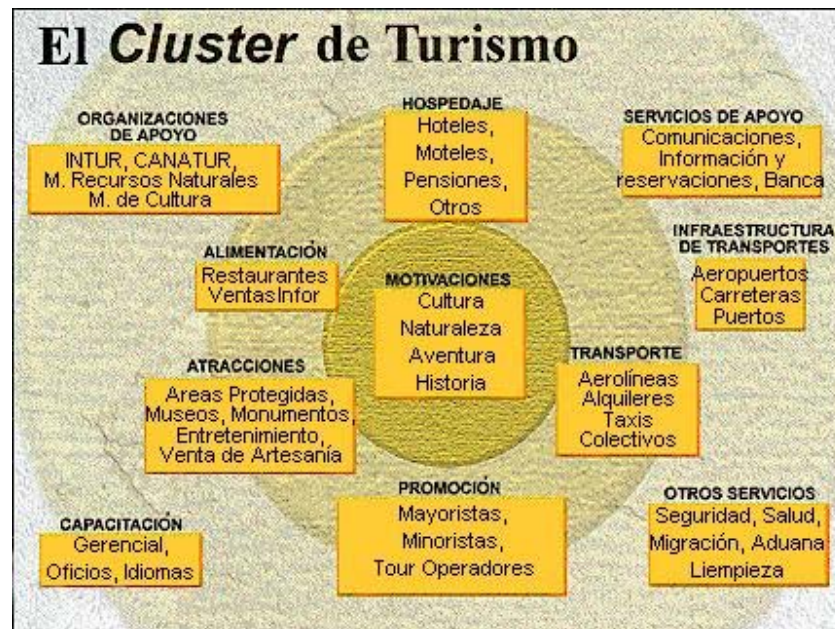 El Cluster de Turismo
ORGANIZACIONES
DE APOYO
INTUR, CANATUR,
M. Recursos Naturales
M. de Cultura
HOSPEDAJE
Hoteles,
Moteles,
Pensiones,
Otros
SERVICIOS DE APOYO
Comunicaciones,
Información y
reservaciones, Banca
ALIMENTACIÓN
Restaurantes
VentasInfor
MOTIVACIONES
Cultura
Naturaleza
Aventura
Historia
INFRAESTRUCTURA
DE TRANSPORTES
Aeropuertos
Carreteras
Puertos
ATRACCIONES
Areas Protegidas,
Museos, Monumentos,
Entretenimiento,
Venta de Artesanía
TRANSPORTE
Aerolíneas
Alquileres
Taxis
Colectivos
CAPACITACIÓN
Gerencial,
Oficios, Idiomas
PROMOCIÓN
Mayoristas,
Minoristas,
Tour Operadores
OTROS SERVICIOS
Seguridad, Salud,
Migración, Aduana
Liempieza